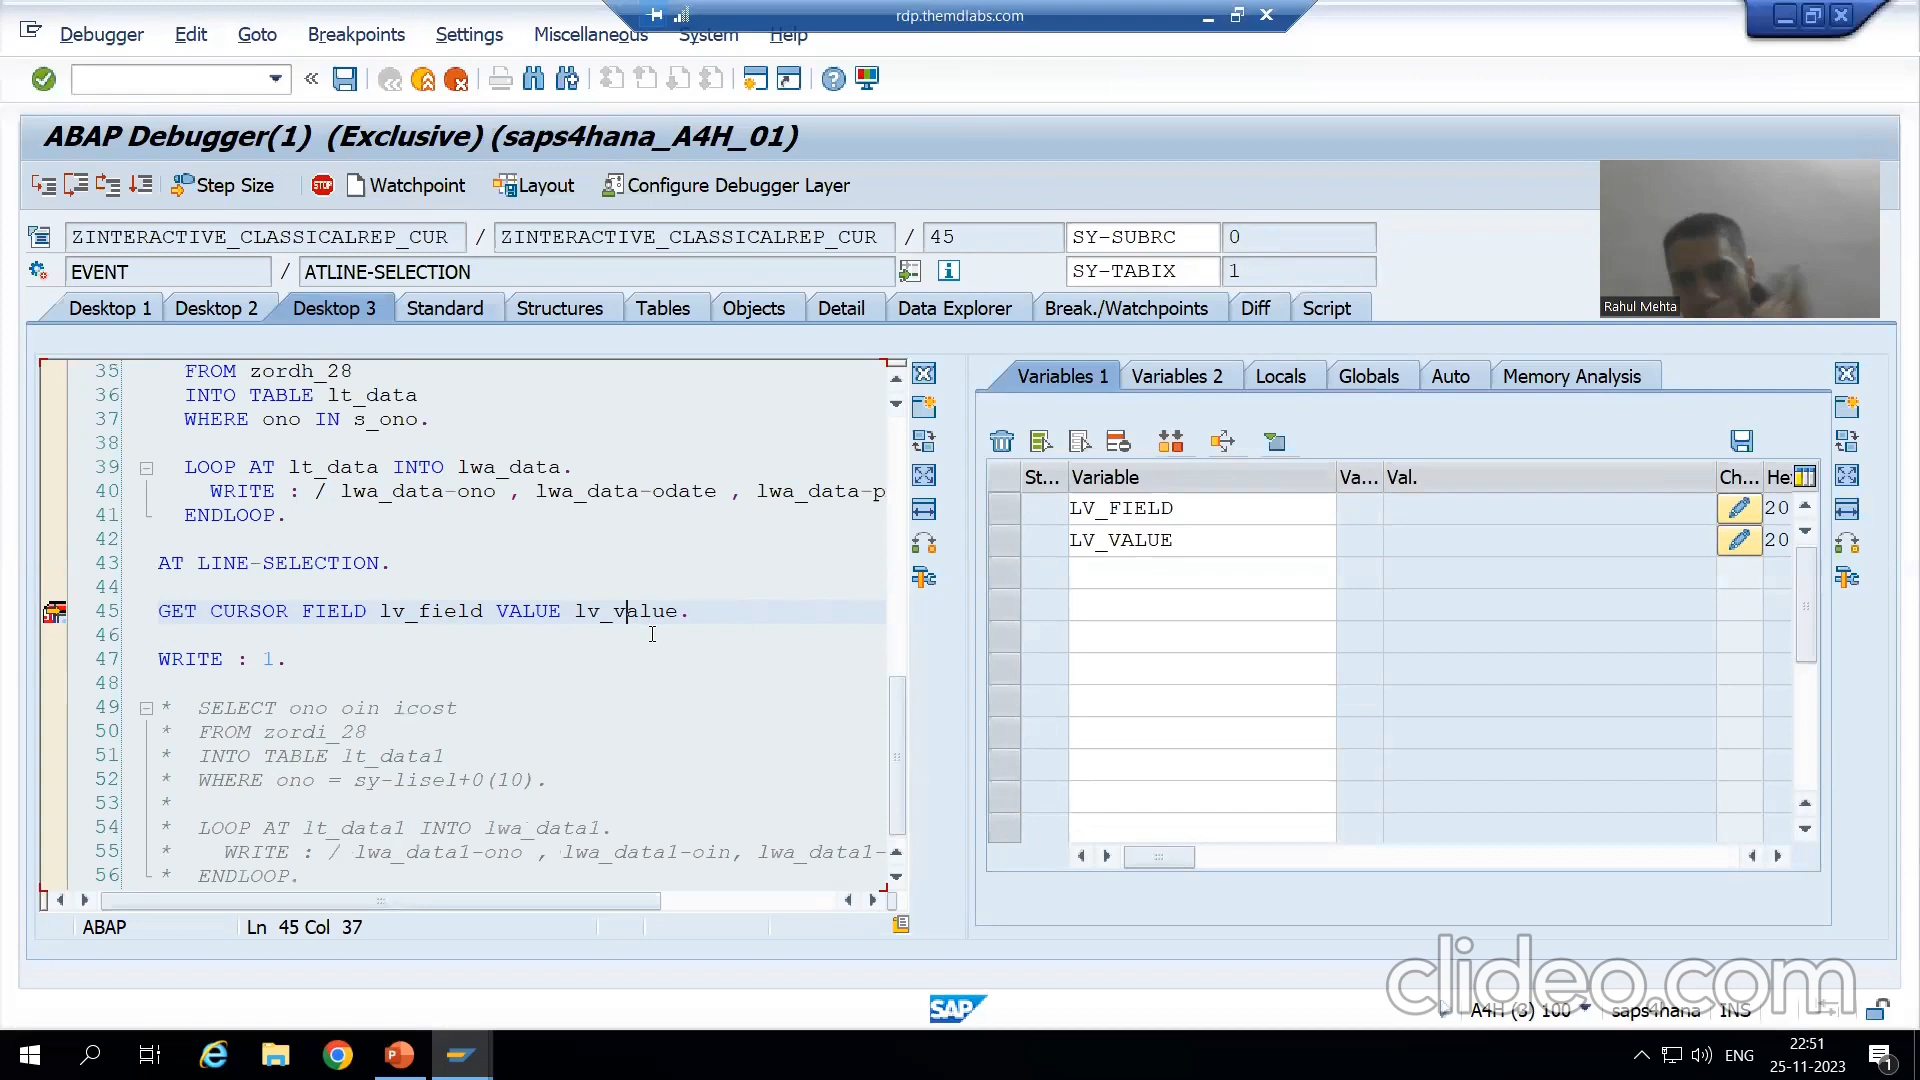 rdp.themdlabs.com
Debugger Edit Goto Breakpoints Settings Miscellaneous System Help
ABAP Debugger(1) (Exclusive) (saps4hana_A4H_01)
Step Size STOP Watchpoint Layout Configure Debugger Layer
ZINTERACTIVE_CLASSICALREP_CUR / ZINTERACTIVE_CLASSICALREP_CUR / 45 SY-SUBRC 0
EVENT / ATLINE-SELECTION SY-TABIX 1
Rahul Mehta
Desktop 1 Desktop 2 Desktop 3 Standard Structures Tables Objects Detail Data Explorer Break./Watchpoints Diff Script
Variables 1 Variables 2 Locals Globals Auto Memory Analysis
St... Variable Va... Val. Ch... He
LV_FIELD 20
LV_VALUE 20
35 FROM zordh_28
36 INTO TABLE lt_data
37 WHERE ono IN s_ono.
38
39 LOOP AT lt_data INTO lwa_data.
40 WRITE : / lwa_data-ono , lwa_data-odate , lwa_data-p
41 ENDLOOP.
42
43 AT LINE-SELECTION.
44
45 GET CURSOR FIELD lv_field VALUE lv_value.
46
47 WRITE : 1.
48
49 * SELECT ono oin icost
50 * FROM zordi_28
51 * INTO TABLE lt_data1
52 * WHERE ono = sy-lisel+0(10).
53 *
54 * LOOP AT lt_data1 INTO lwa_data1.
55 * WRITE : / lwa_data1-ono , lwa_data1-oin, lwa_data1-
56 * ENDLOOP.
ABAP Ln 45 Col 37
clideo.com
SAP A4H (3) 100 saps4hana INS
ENG 22:51
25-11-2023
1